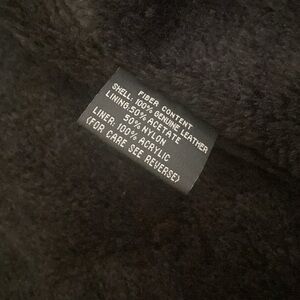 FIBER CONTENT
SHELL: 100% GENUINE LEATHER
LINING: 50% ACETATE
50% NYLON
LINER: 100% ACRYLIC
(FOR CARE SEE REVERSE)